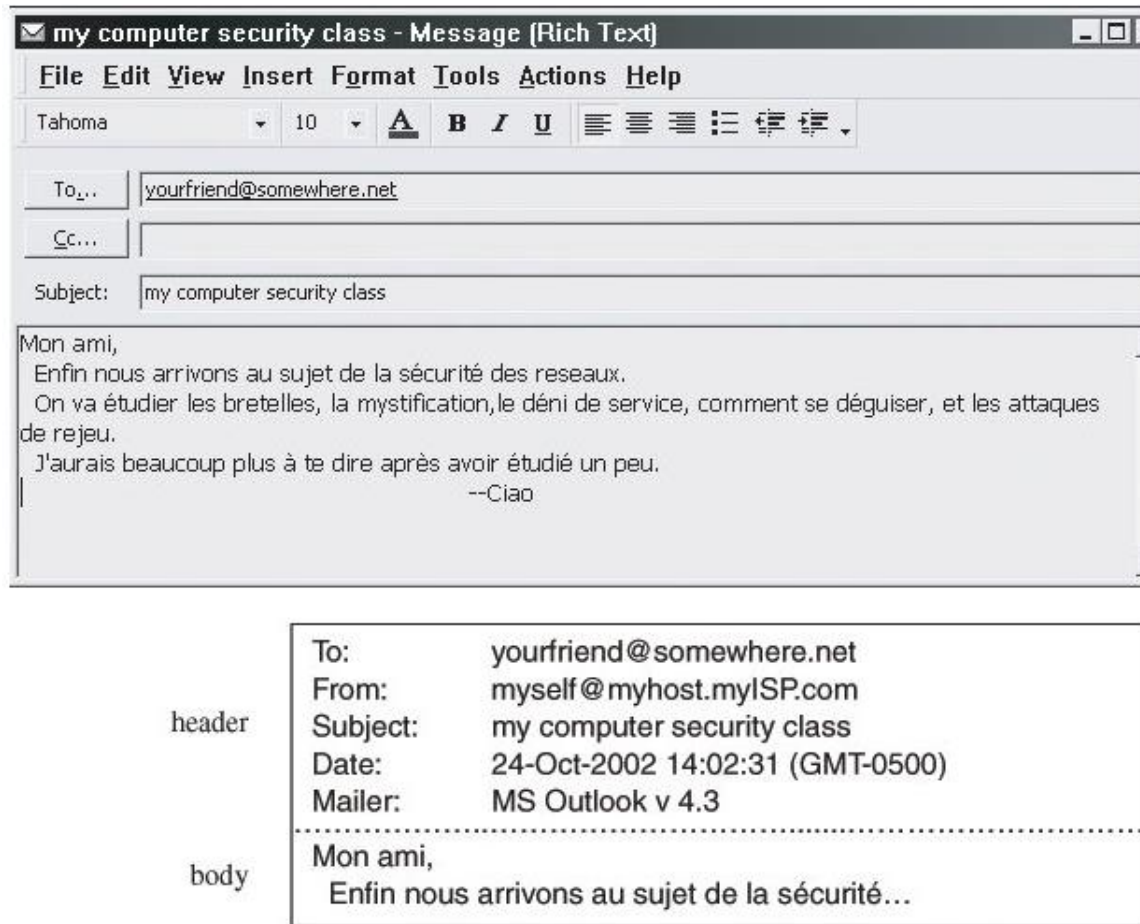 my computer security class - Message (Rich Text)
File Edit View Insert Format Tools Actions Help
Tahoma 10 A B I U
To... yourfriend@somewhere.net
Cc...
Subject: my computer security class
Mon ami,
Enfin nous arrivons au sujet de la sécurité des reseaux.
On va étudier les bretelles, la mystification,le déni de service, comment se déguiser, et les attaques
de rejeu.
J'aurais beaucoup plus à te dire après avoir étudié un peu.
--Ciao
To: yourfriend@somewhere.net
From: myself@myhost.myISP.com
header Subject: my computer security class
Date: 24-Oct-2002 14:02:31 (GMT-0500)
Mailer: MS Outlook v 4.3
body Mon ami,
Enfin nous arrivons au sujet de la sécurité...